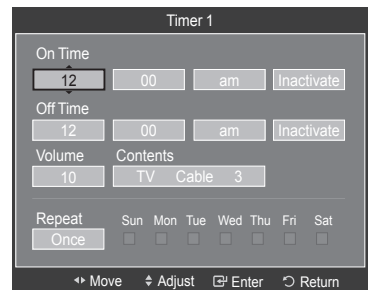 Timer 1
On Time
12 00 am Inactivate
Off Time
12 00 am Inactivate
Volume Contents
10 TV Cable 3
Repeat Sun Mon Tue Wed Thu Fri Sat
Once
Move Adjust Enter Return